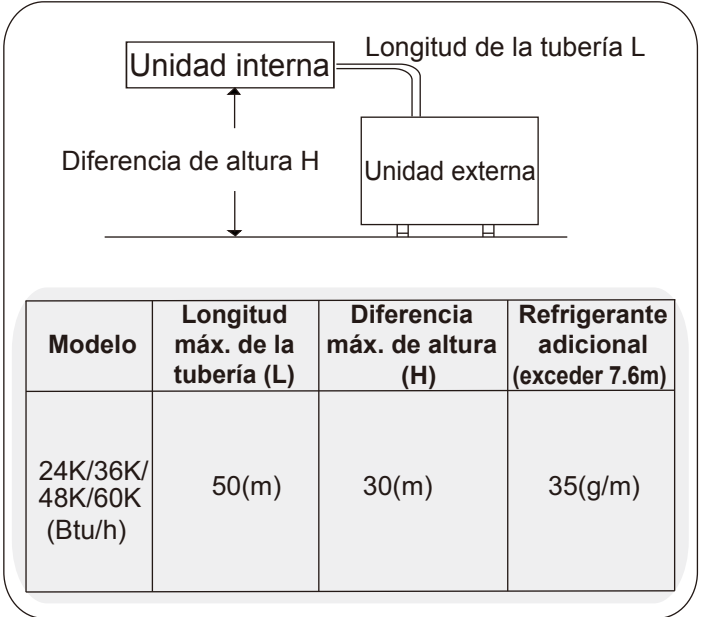 Longitud de la tubería L
Unidad interna
Diferencia de altura H
Unidad externa
Modelo
Longitud
máx. de la
tubería (L)
Diferencia
máx. de altura
(H)
Refrigerante
adicional
(exceder 7.6m)
24K/36K/
48K/60K
(Btu/h)
50(m)
30(m)
35(g/m)